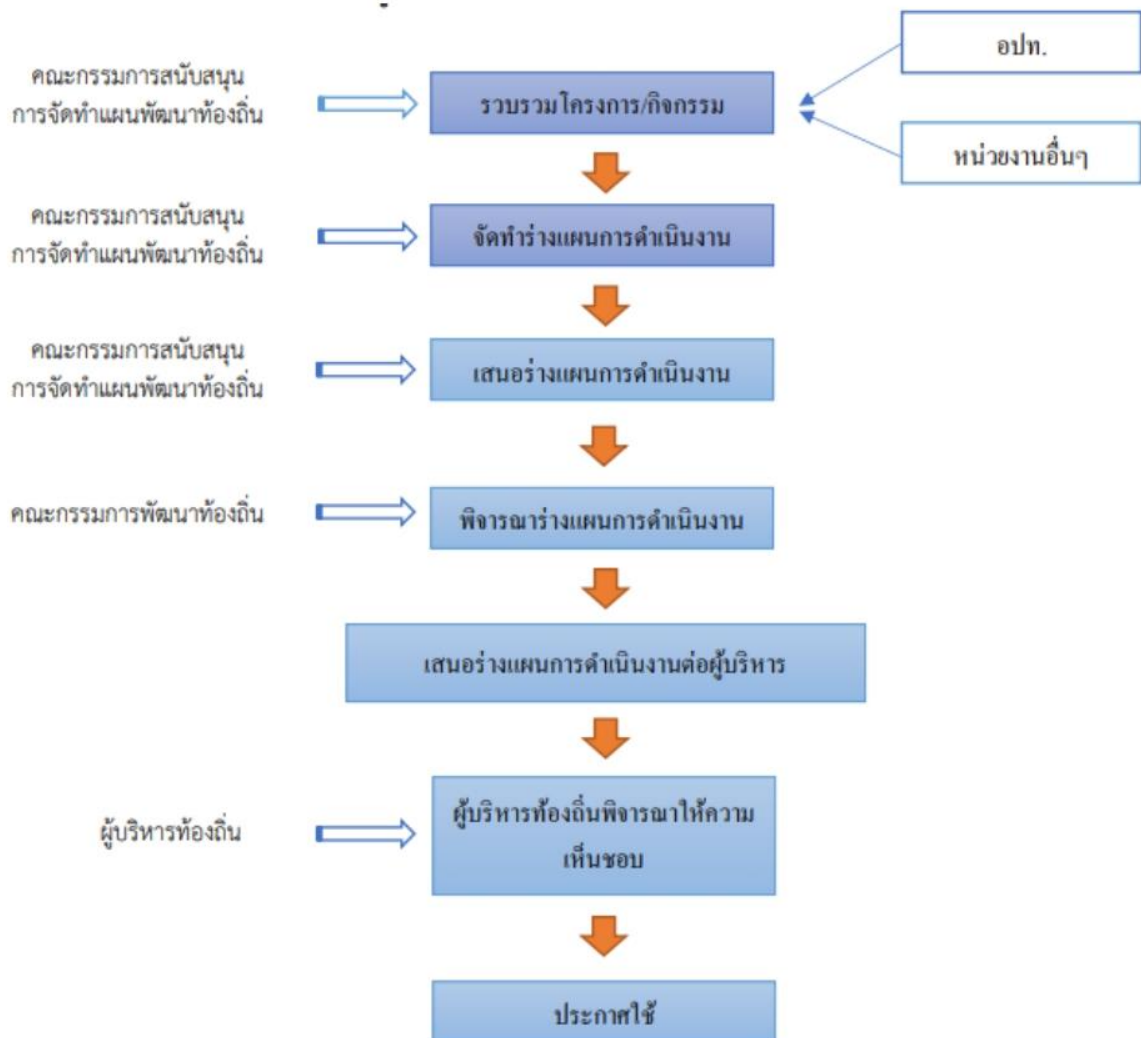 อปท.
คณะกรรมการสนับสนุน
การจัดทำแผนพัฒนาท้องถิ่น
รวบรวมโครงการ/กิจกรรม
หน่วยงานอื่นๆ
คณะกรรมการสนับสนุน
การจัดทำแผนพัฒนาท้องถิ่น
จัดทำร่างแผนการดำเนินงาน
คณะกรรมการสนับสนุน
การจัดทำแผนพัฒนาท้องถิ่น
เสนอร่างแผนการดำเนินงาน
คณะกรรมการพัฒนาท้องถิ่น
พิจารณาร่างแผนการดำเนินงาน
เสนอร่างแผนการดำเนินงานต่อผู้บริหาร
ผู้บริหารท้องถิ่น
ผู้บริหารท้องถิ่นพิจารณาให้ความ
เห็นชอบ
ประกาศใช้